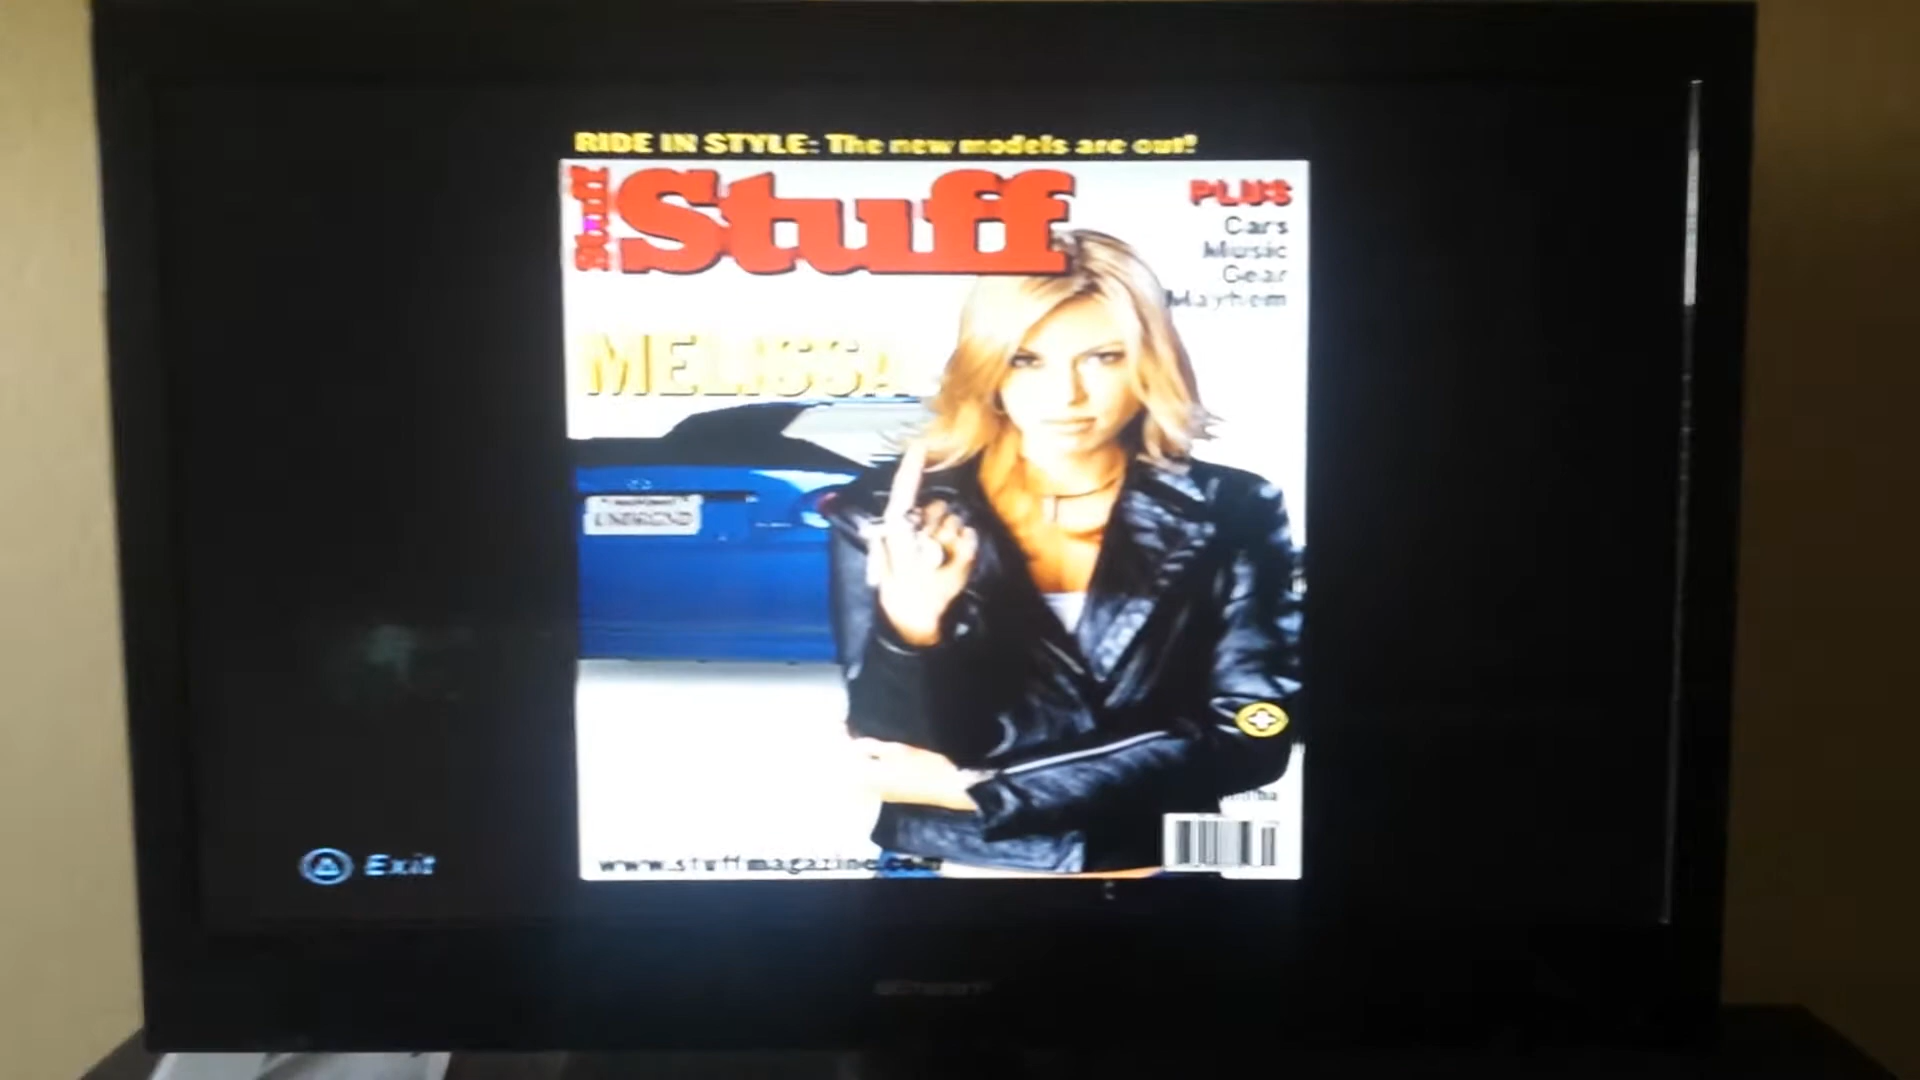 RIDE IN STYLE: The new models are out!
Stuff
Stuff
PLUS
Cars
Music
Gear
Mayhem
MELISSA
www.stuffmagazine.com
Exit